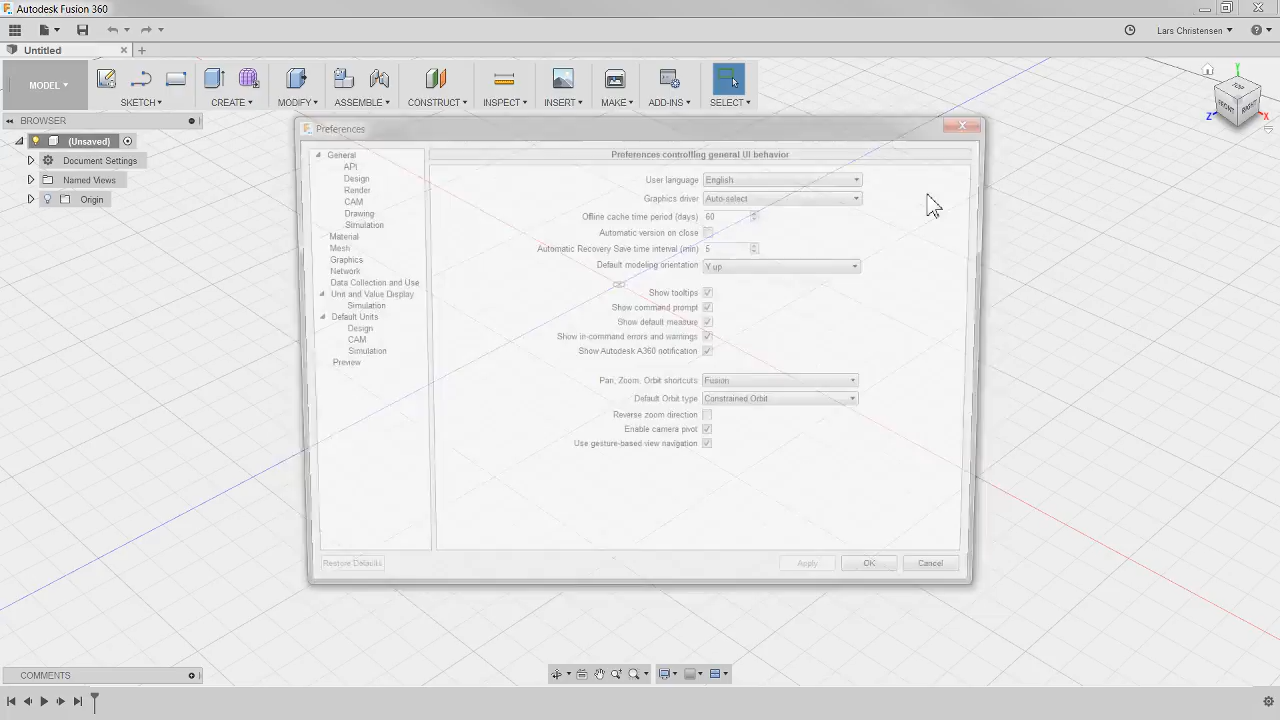 Autodesk Fusion 360
Lars Christensen
Untitled
MODEL
SKETCH
CREATE
MODIFY
ASSEMBLE
CONSTRUCT
INSPECT
INSERT
MAKE
ADD-INS
SELECT
TOP
FRONT
RIGHT
Y
Z
X
BROWSER
(Unsaved)
Document Settings
Named Views
Origin
Preferences
General
API
Design
Render
CAM
Drawing
Simulation
Material
Mesh
Graphics
Network
Data Collection and Use
Unit and Value Display
Simulation
Default Units
Design
CAM
Simulation
Preview
Preferences controlling general UI behavior
User language English
Graphics driver Auto-select
Offline cache time period (days) 60
Automatic version on close
Automatic Recovery Save time interval (min) 5
Default modeling orientation Y up
Show tooltips
Show command prompt
Show default measure
Show in-command errors and warnings
Show Autodesk A360 notification
Pan, Zoom, Orbit shortcuts Fusion
Default Orbit type Constrained Orbit
Reverse zoom direction
Enable camera pivot
Use gesture-based view navigation
Restore Defaults
Apply
OK
Cancel
COMMENTS